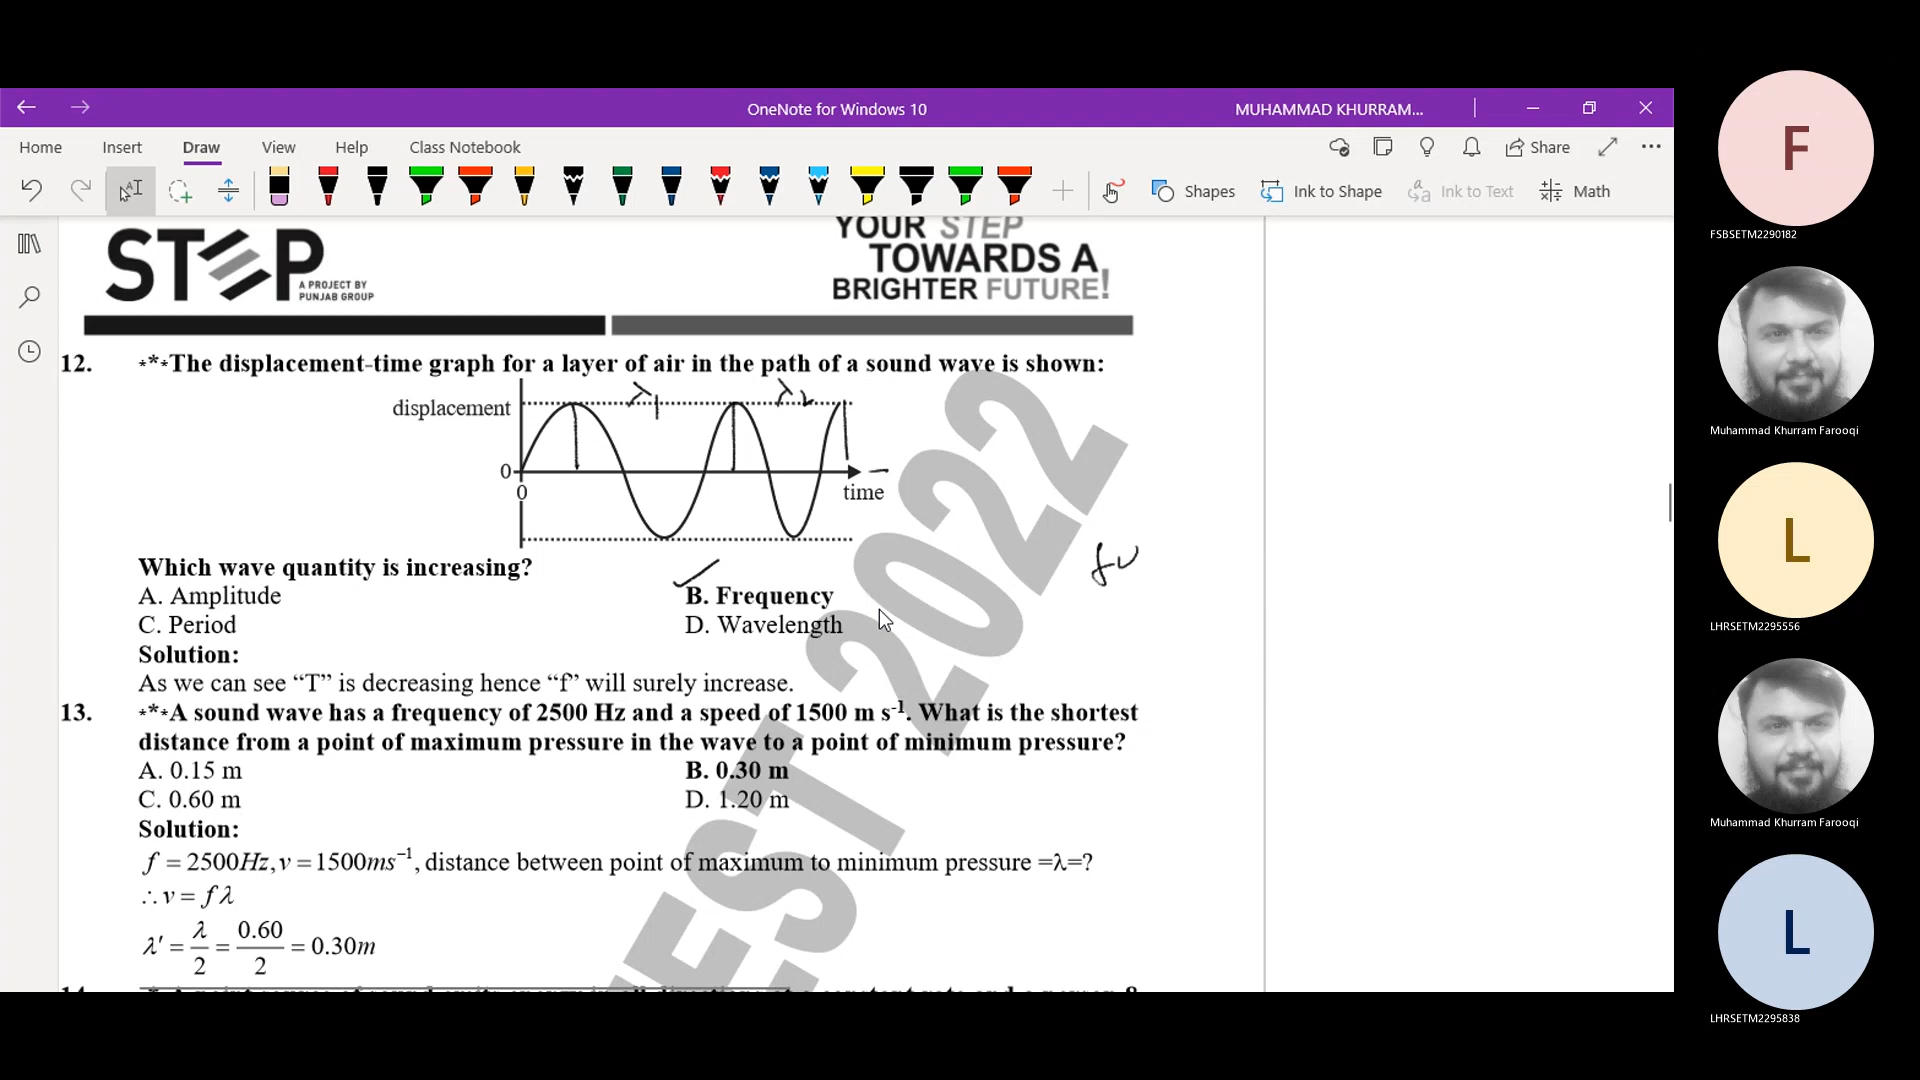 OneNote for Windows 10
MUHAMMAD KHURRAM...
Home Insert Draw View Help Class Notebook
Share
Shapes Ink to Shape Ink to Text Math
STEP
A PROJECT BY
PUNJAB GROUP
YOUR STEP
TOWARDS A
BRIGHTER FUTURE!
12. ***The displacement-time graph for a layer of air in the path of a sound wave is shown:
λ1 λ2
displacement
0
0
time
Which wave quantity is increasing?
A. Amplitude B. Frequency
C. Period D. Wavelength
Solution:
As we can see “T” is decreasing hence “f” will surely increase.
13. ***A sound wave has a frequency of 2500 Hz and a speed of 1500 m s⁻¹. What is the shortest
distance from a point of maximum pressure in the wave to a point of minimum pressure?
A. 0.15 m B. 0.30 m
C. 0.60 m D. 1.20 m
Solution:
f = 2500Hz, v = 1500ms⁻¹, distance between point of maximum to minimum pressure =λ=?
∴ v = f λ
λ' = λ/2 = 0.60/2 = 0.30m
EST 2022
F
FSBSETM2290182
Muhammad Khurram Farooqi
L
LHRSETM2295556
Muhammad Khurram Farooqi
L
LHRSETM2295838